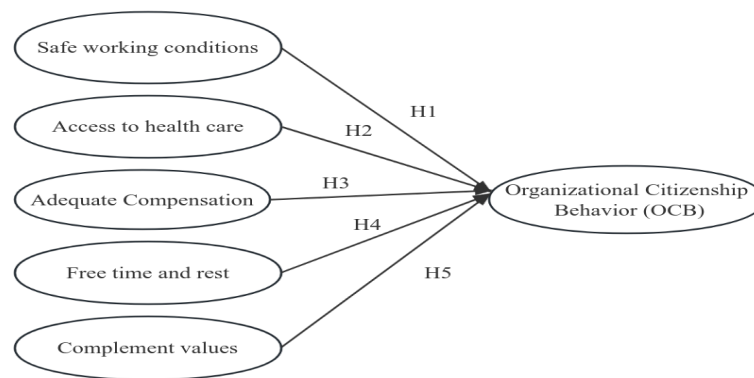 Safe working conditions
H1
Access to health care
H2
Adequate Compensation
H3
Organizational Citizenship
Behavior (OCB)
H4
Free time and rest
H5
Complement values